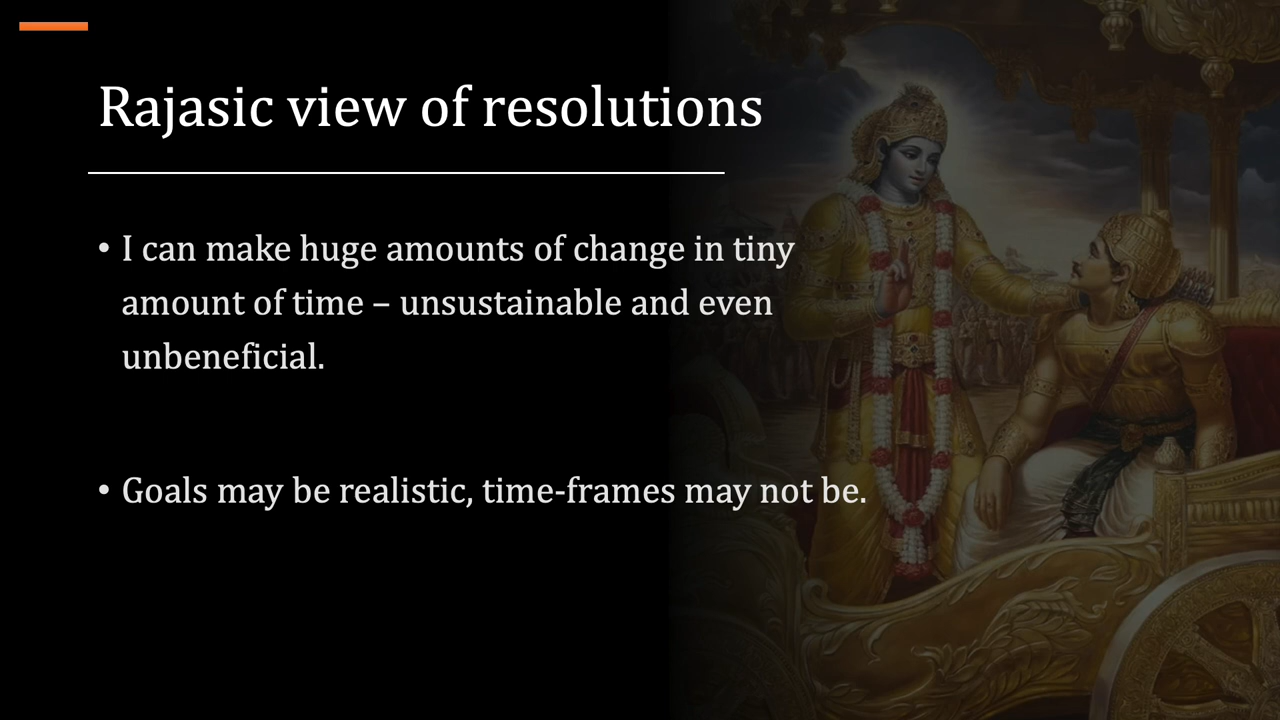 Rajasic view of resolutions
• I can make huge amounts of change in tiny
amount of time – unsustainable and even
unbeneficial.
• Goals may be realistic, time-frames may not be.